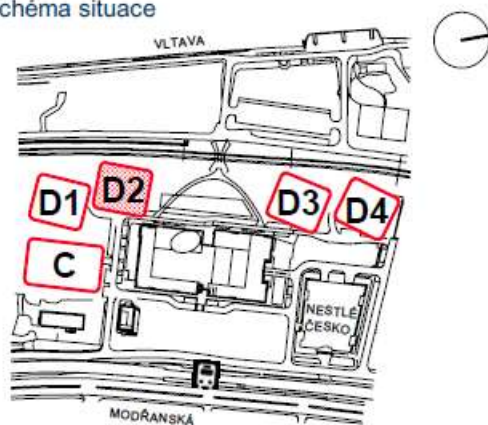 chéma situace
VLTAVA
D1
D2
D3
D4
C
NESTLÉ
ČESKO
MODŘANSKÁ